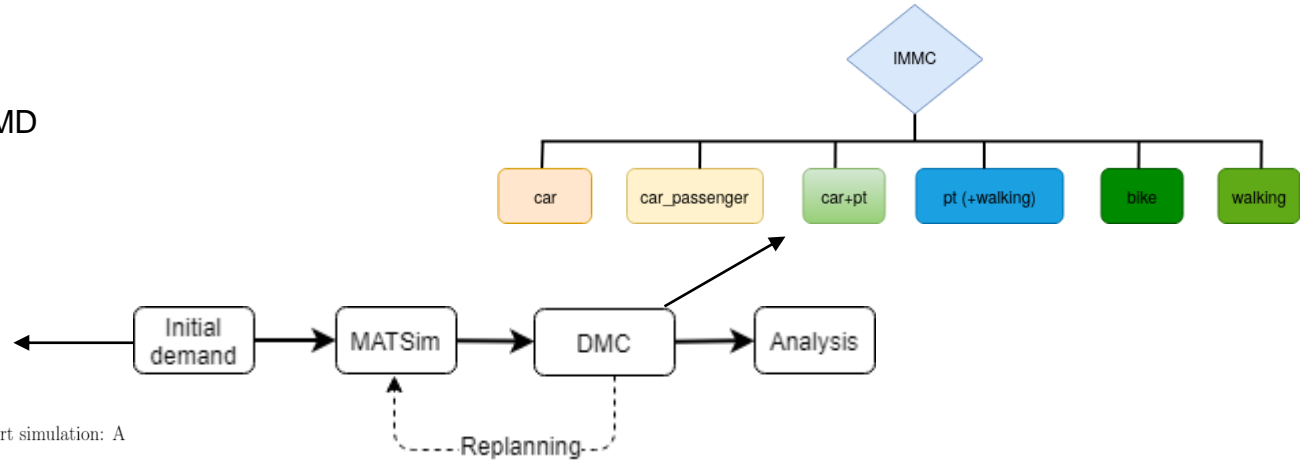 IMMC
MD
car
car_passenger
car+pt
pt (+walking)
bike
walking
Initial
demand
MATSim
DMC
Analysis
Replanning
rt simulation: A